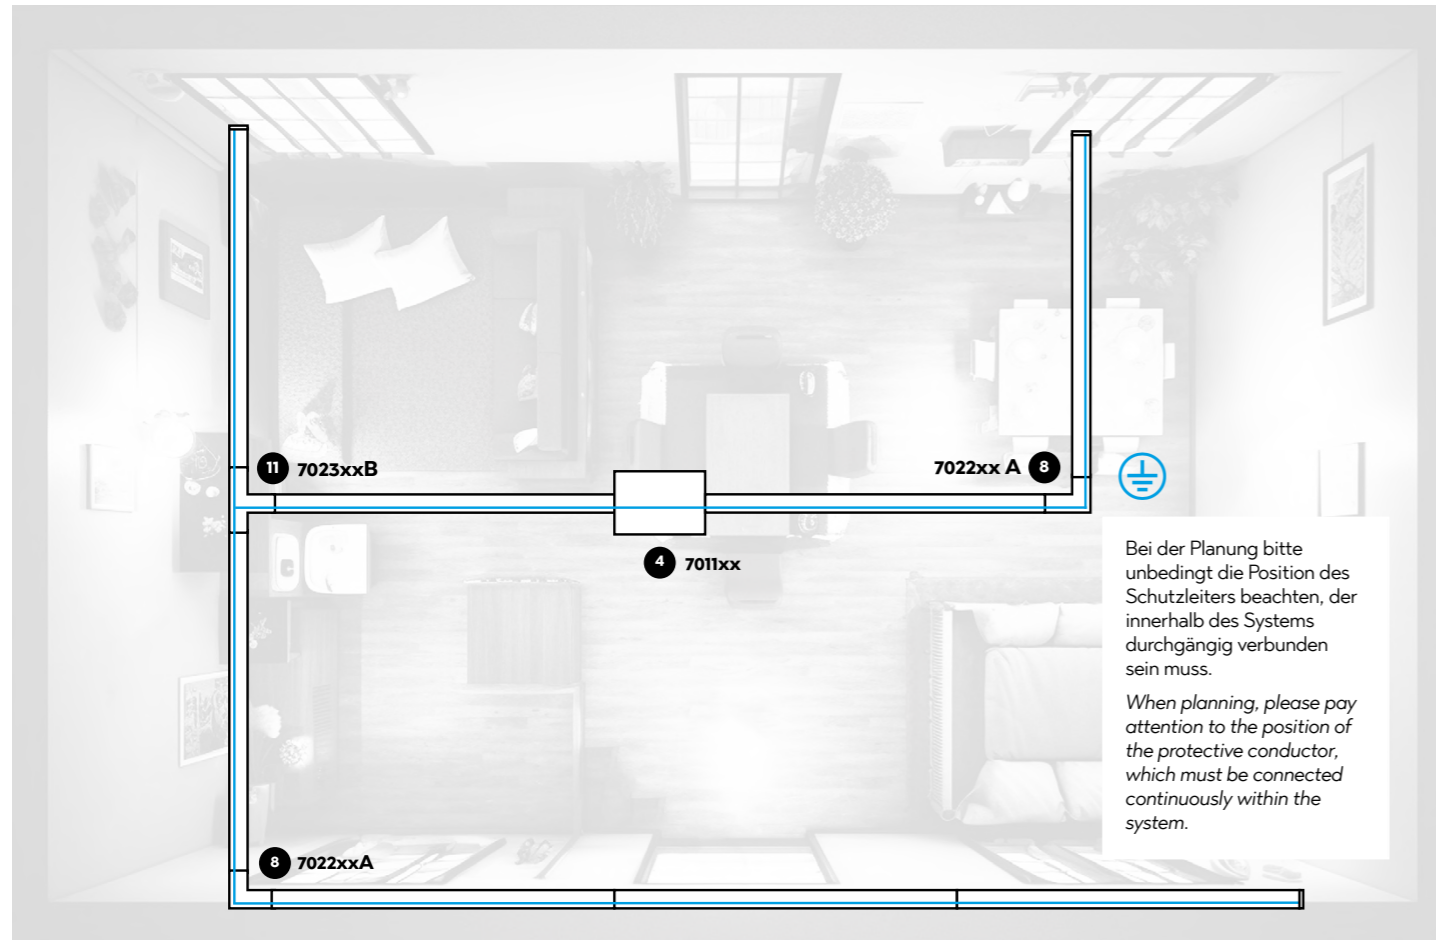 11 7023xxB
7022xx A 8
4 7011xx
Bei der Planung bitte
unbedingt die Position des
Schutzleiters beachten, der
innerhalb des Systems
durchgängig verbunden
sein muss.
When planning, please pay
attention to the position of
the protective conductor,
which must be connected
continuously within the
system.
8 7022xxA